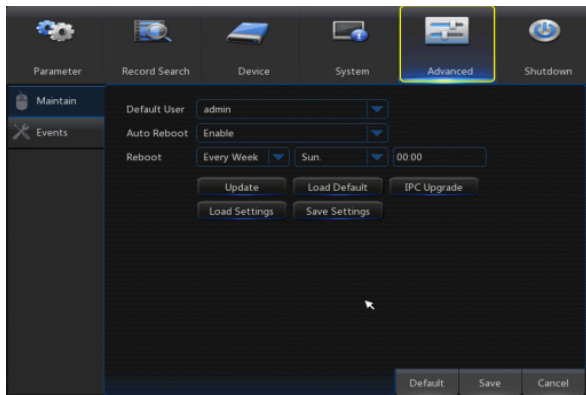 Parameter Record Search Device System Advanced Shutdown
Maintain
Events
Default User admin
Auto Reboot Enable
Reboot Every Week Sun. 00:00
Update Load Default IPC Upgrade
Load Settings Save Settings
Default Save Cancel